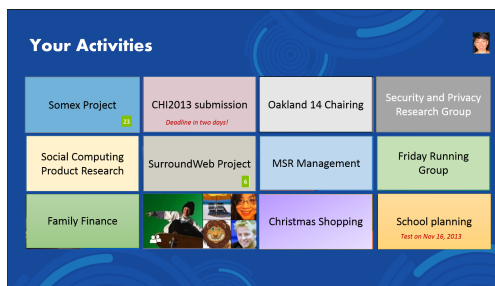 Your Activities
Somex Project
23
CHI2013 submission
Deadline in two days!
Oakland 14 Chairing
Security and Privacy
Research Group
Social Computing
Product Research
SurroundWeb Project
6
MSR Management
Friday Running
Group
Family Finance
Christmas Shopping
School planning
Test on Nov 16, 2013